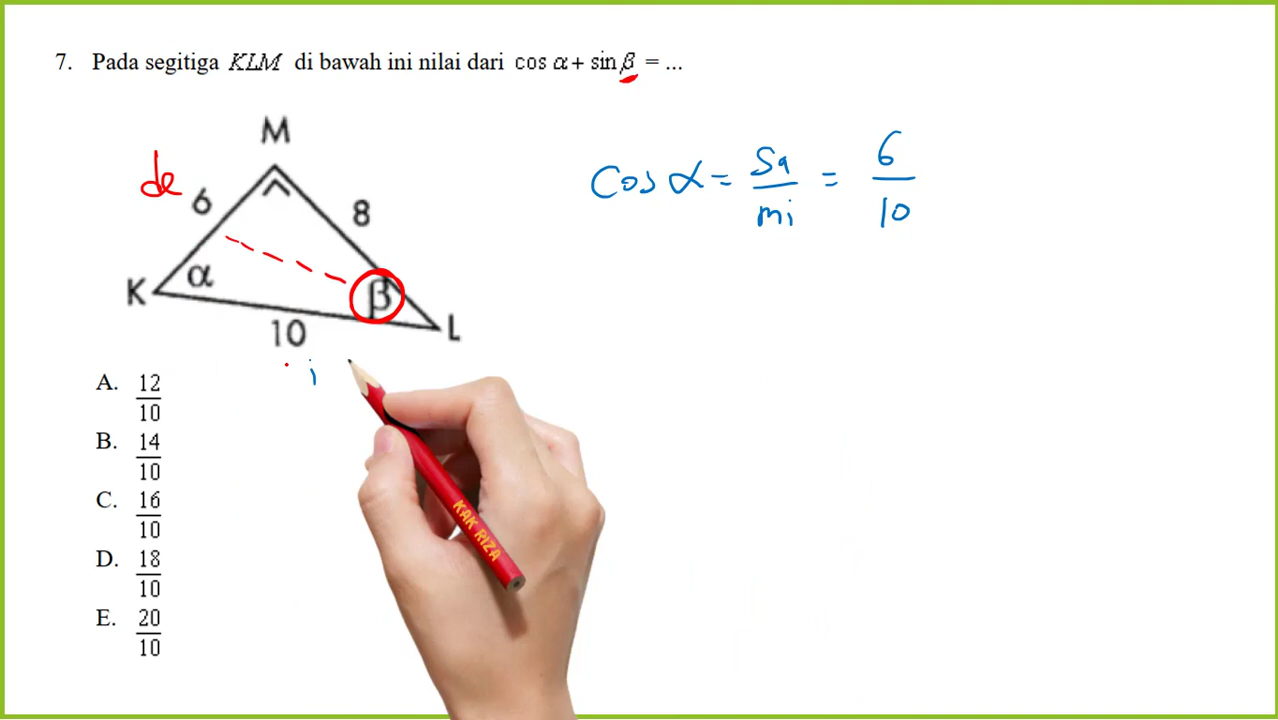 7. Pada segitiga KLM di bawah ini nilai dari cos α + sin β = ...
M
de
6
8
K
α
β
L
10
i
cos α = sa/mi = 6/10
A. 12/10
B. 14/10
C. 16/10
D. 18/10
E. 20/10
KAK RIZA